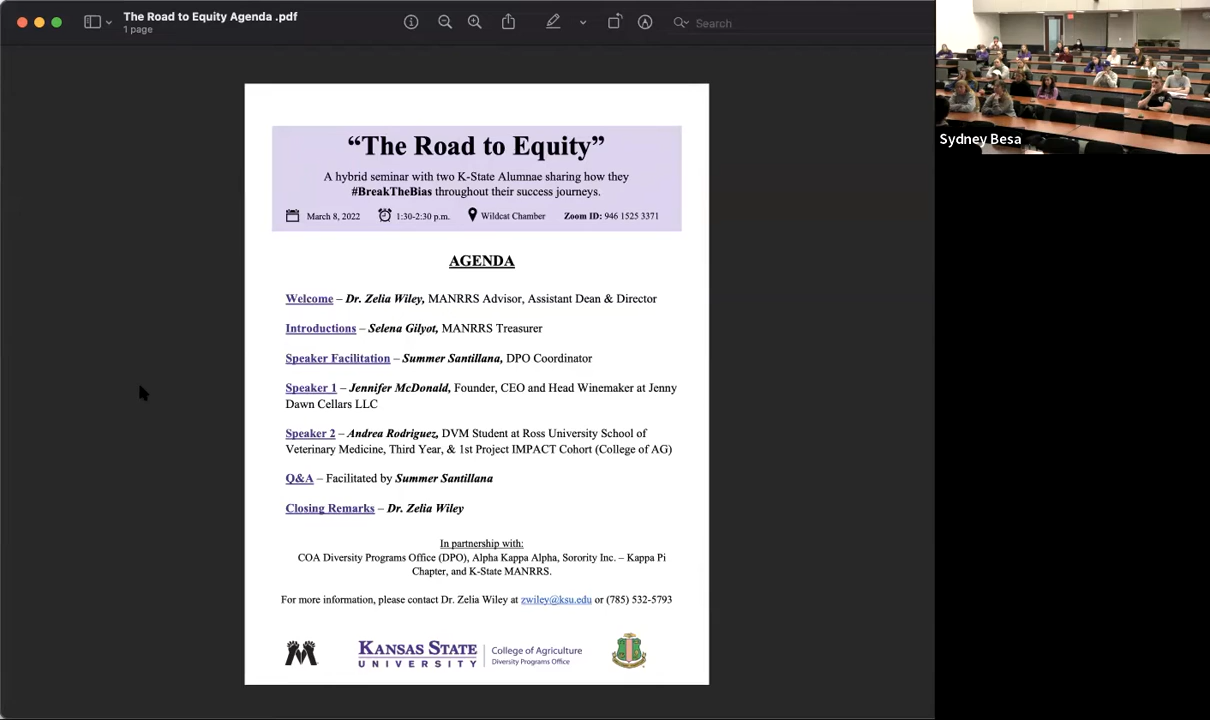 The Road to Equity Agenda .pdf
1 page
Search
Sydney Besa
“The Road to Equity”
A hybrid seminar with two K-State Alumnae sharing how they
#BreakTheBias throughout their success journeys.
March 8, 2022 1:30-2:30 p.m. Wildcat Chamber Zoom ID: 946 1525 3371
AGENDA
Welcome – Dr. Zelia Wiley, MANRRS Advisor, Assistant Dean & Director
Introductions – Selena Gilyot, MANRRS Treasurer
Speaker Facilitation – Summer Santillana, DPO Coordinator
Speaker 1 – Jennifer McDonald, Founder, CEO and Head Winemaker at Jenny
Dawn Cellars LLC
Speaker 2 – Andrea Rodriguez, DVM Student at Ross University School of
Veterinary Medicine, Third Year, & 1st Project IMPACT Cohort (College of AG)
Q&A – Facilitated by Summer Santillana
Closing Remarks – Dr. Zelia Wiley
In partnership with:
COA Diversity Programs Office (DPO), Alpha Kappa Alpha, Sorority Inc. – Kappa Pi
Chapter, and K-State MANRRS.
For more information, please contact Dr. Zelia Wiley at zwiley@ksu.edu or (785) 532-5793
KANSAS STATE College of Agriculture
UNIVERSITY Diversity Programs Office